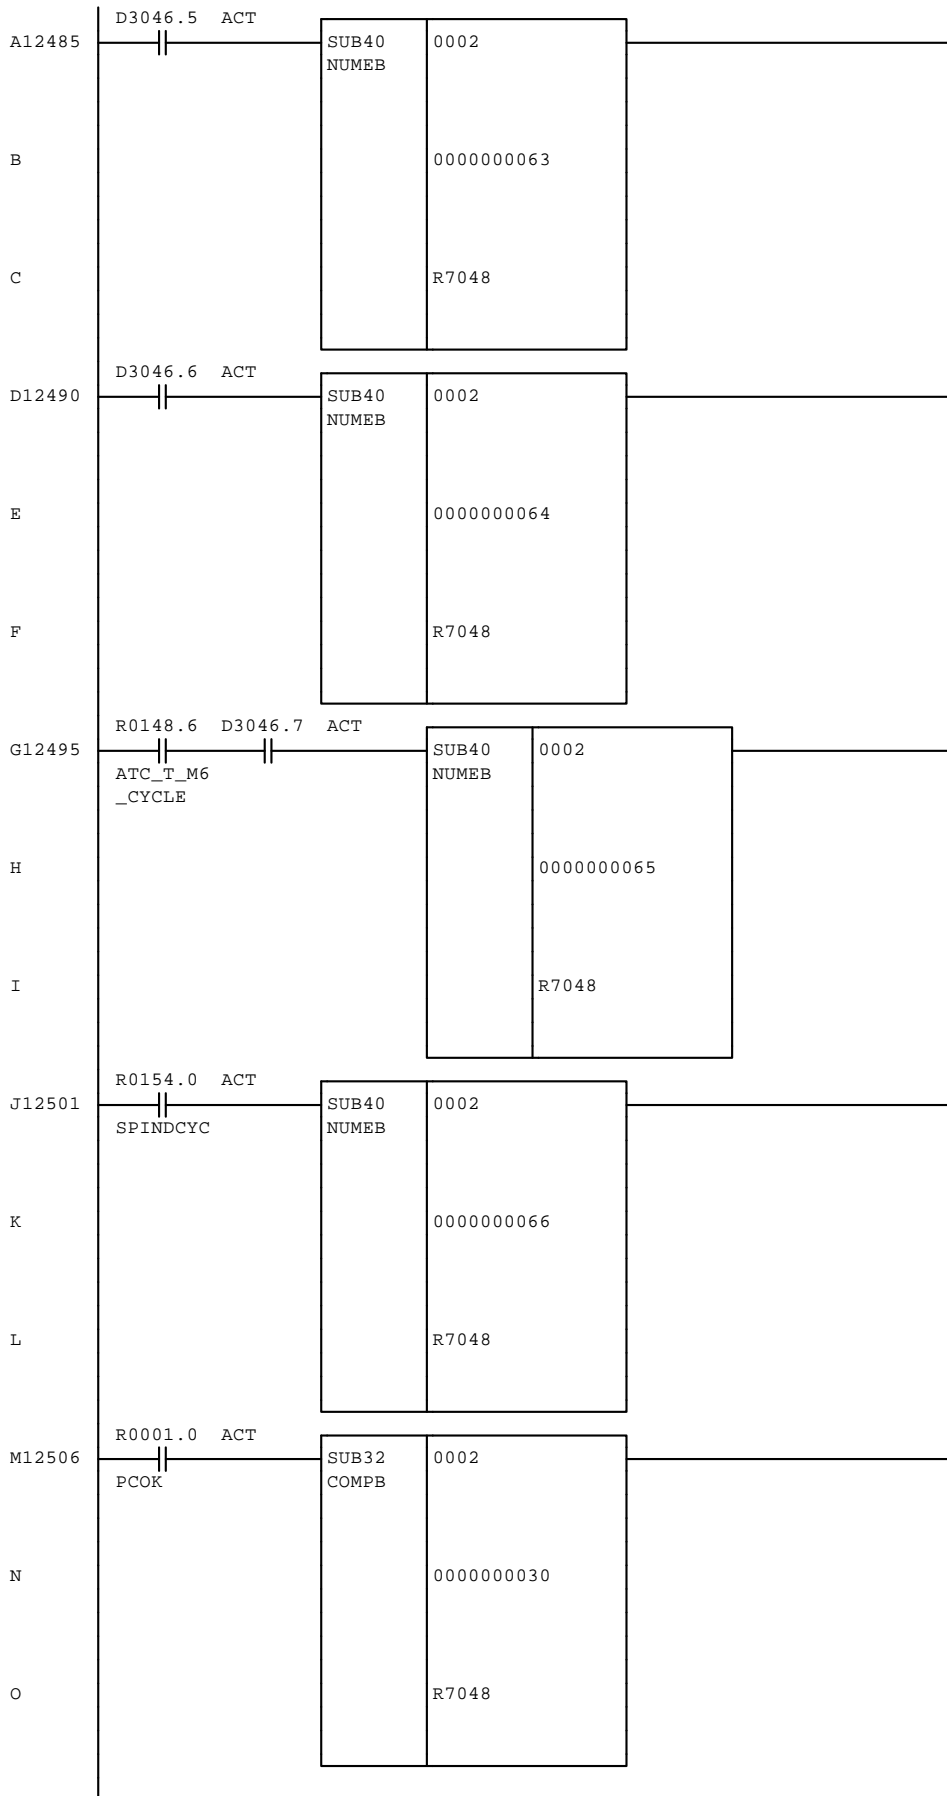 D3046.5 ACT
A12485 SUB40 0002
NUMEB
B 0000000063
C R7048
D3046.6 ACT
D12490 SUB40 0002
NUMEB
E 0000000064
F R7048
R0148.6 D3046.7 ACT
G12495 SUB40 0002
ATC_T_M6 NUMEB
_CYCLE
H 0000000065
I R7048
R0154.0 ACT
J12501 SUB40 0002
SPINDCYC NUMEB
K 0000000066
L R7048
R0001.0 ACT
M12506 SUB32 0002
PCOK COMPB
N 0000000030
O R7048